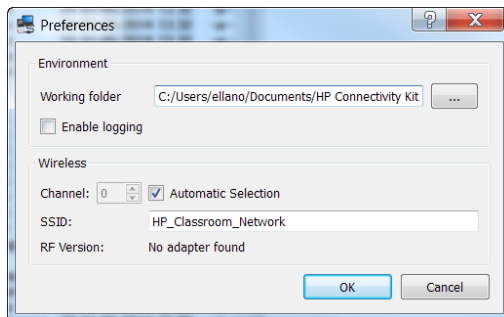 Preferences
Environment
Working folder C:/Users/ellano/Documents/HP Connectivity Kit ...
Enable logging
Wireless
Channel: 0 Automatic Selection
SSID: HP_Classroom_Network
RF Version: No adapter found
OK Cancel